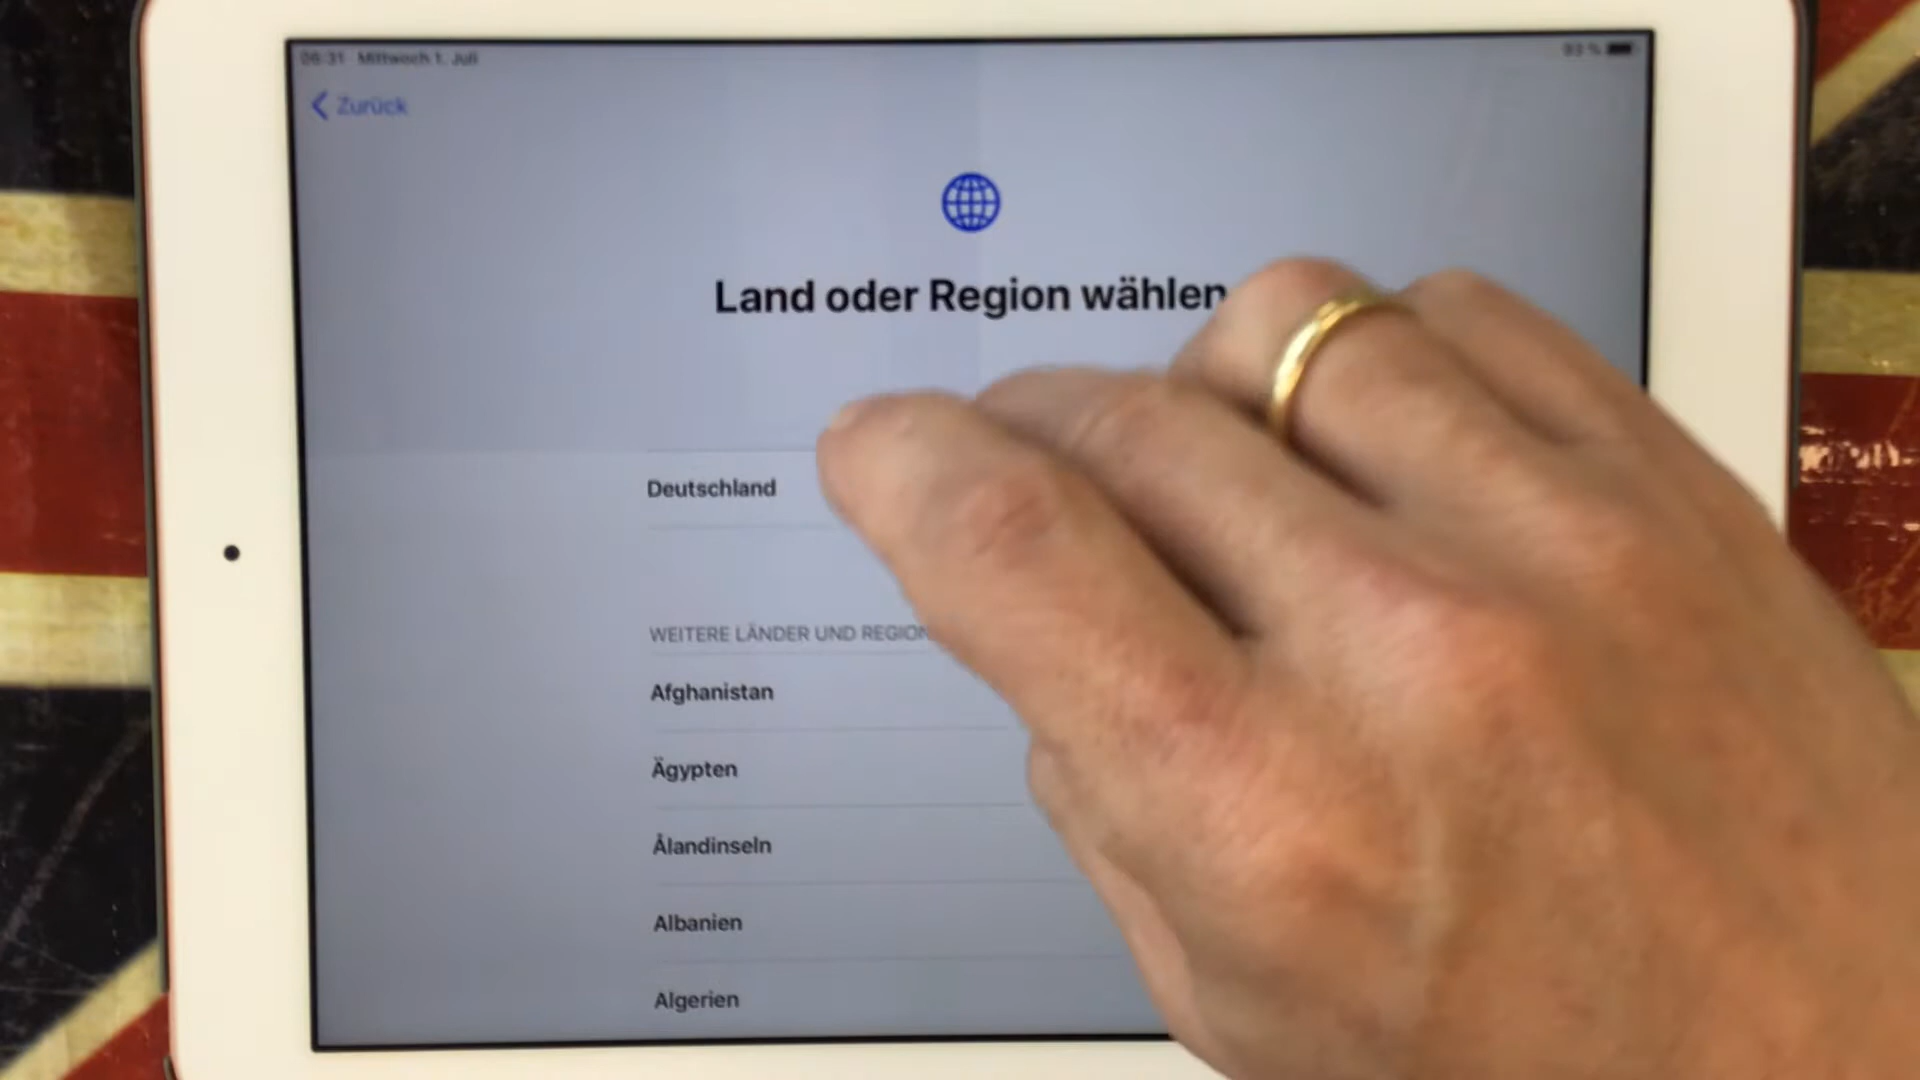 06:31 Mittwoch 1. Juli
93 %
Zurück
Land oder Region wählen
Deutschland
WEITERE LÄNDER UND REGION
Afghanistan
Ägypten
Ålandinseln
Albanien
Algerien